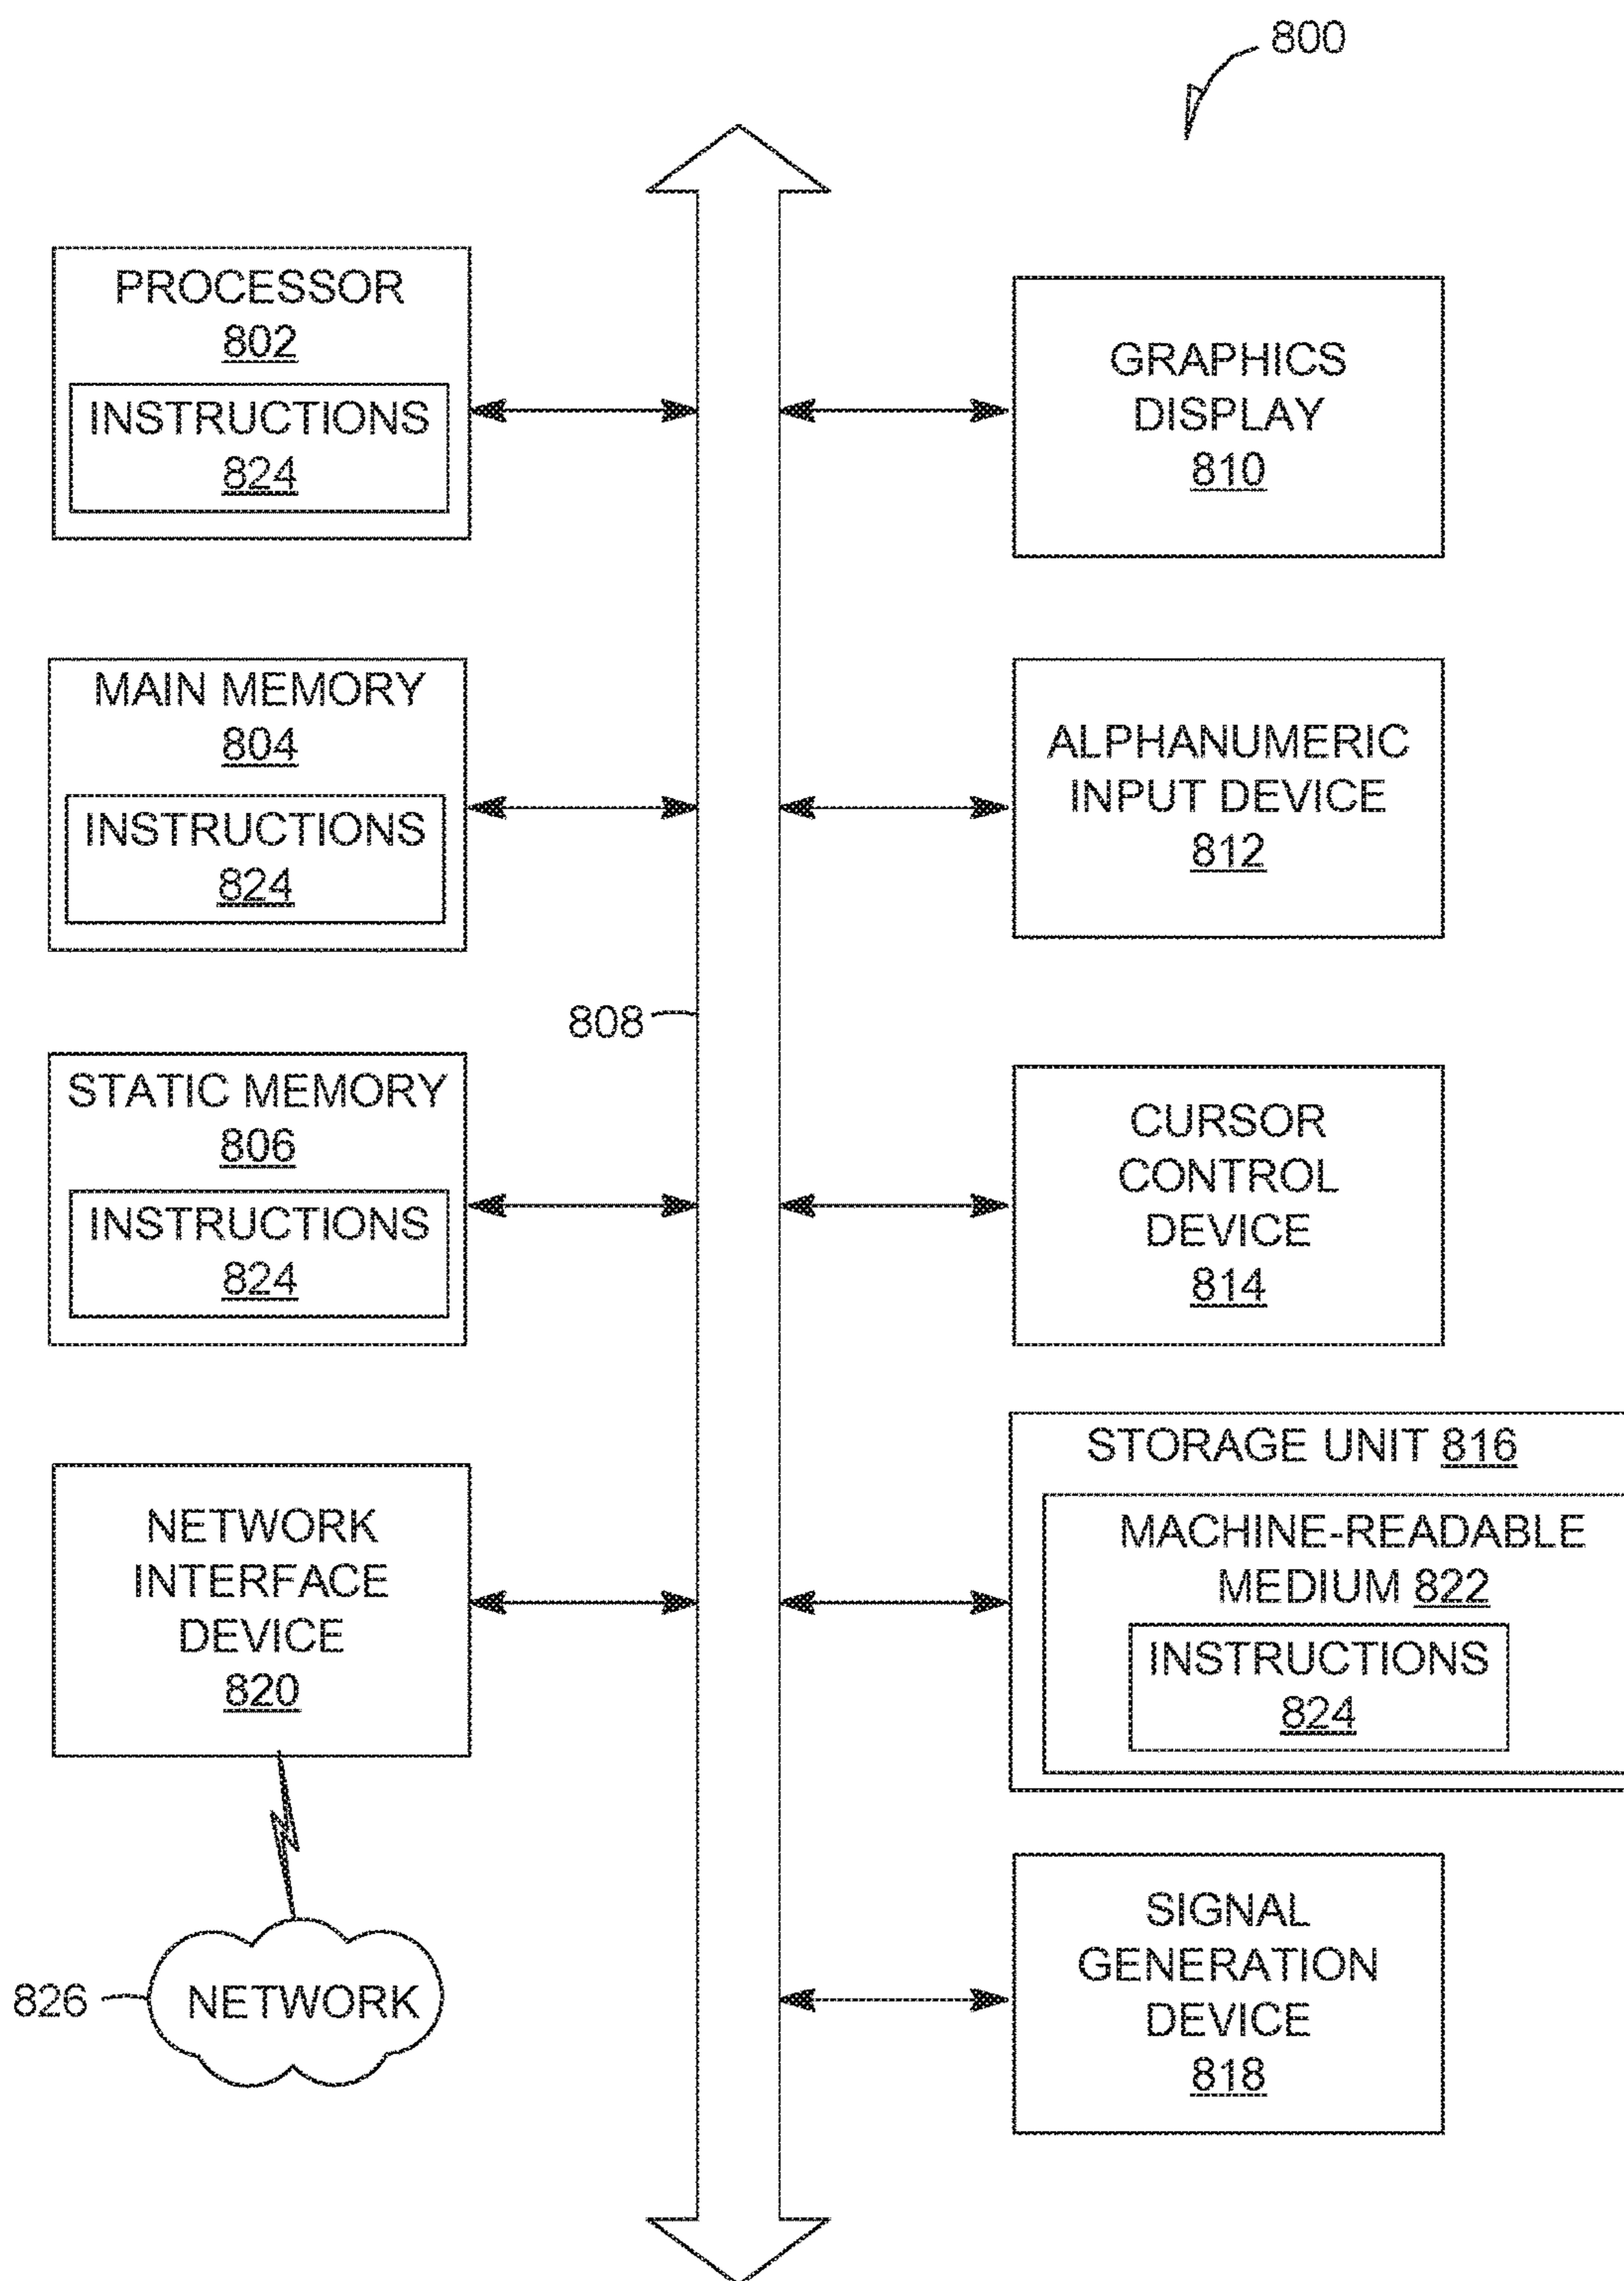 800
PROCESSOR
802
INSTRUCTIONS
824
GRAPHICS
DISPLAY
810
MAIN MEMORY
804
INSTRUCTIONS
824
ALPHANUMERIC
INPUT DEVICE
812
808
STATIC MEMORY
806
INSTRUCTIONS
824
CURSOR
CONTROL
DEVICE
814
NETWORK
INTERFACE
DEVICE
820
STORAGE UNIT 816
MACHINE-READABLE
MEDIUM 822
INSTRUCTIONS
824
826
NETWORK
SIGNAL
GENERATION
DEVICE
818